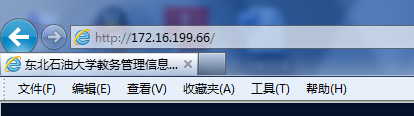 http://172.16.199.66/
东北石油大学教务管理信息...
文件(F) 编辑(E) 查看(V) 收藏夹(A) 工具(T) 帮助(H)